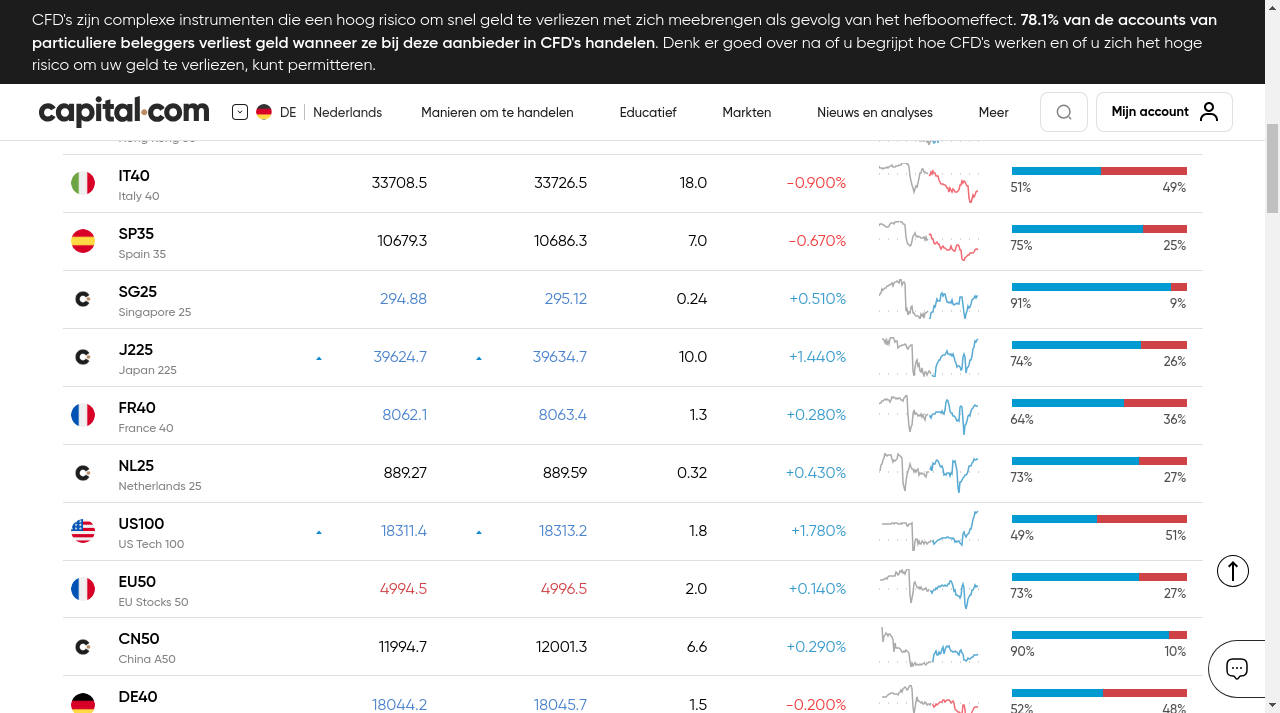 CFD's zijn complexe instrumenten die een hoog risico om snel geld te verliezen met zich meebrengen als gevolg van het hefboomeffect. 78.1% van de accounts van
particuliere beleggers verliest geld wanneer ze bij deze aanbieder in CFD's handelen. Denk er goed over na of u begrijpt hoe CFD's werken en of u zich het hoge
risico om uw geld te verliezen, kunt permitteren.
capital.com DE Nederlands Manieren om te handelen Educatief Markten Nieuws en analyses Meer Mijn account
IT40 33708.5 33726.5 18.0 -0.900%
Italy 40 51% 49%
SP35 10679.3 10686.3 7.0 -0.670%
Spain 35 75% 25%
SG25 294.88 295.12 0.24 +0.510%
Singapore 25 91% 9%
J225 39624.7 39634.7 10.0 +1.440%
Japan 225 74% 26%
FR40 8062.1 8063.4 1.3 +0.280%
France 40 64% 36%
NL25 889.27 889.59 0.32 +0.430%
Netherlands 25 73% 27%
US100 18311.4 18313.2 1.8 +1.780%
US Tech 100 49% 51%
EU50 4994.5 4996.5 2.0 +0.140%
EU Stocks 50 73% 27%
CN50 11994.7 12001.3 6.6 +0.290%
China A50 90% 10%
DE40 18044.2 18045.7 1.5 -0.200%
52% 48%